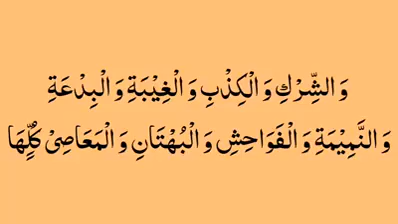 وَ الشِّرْكِ وَ الْكِذْبِ وَ الْغِيْبَةِ وَ الْبِدْعَةِ
وَ النَّمِيْمَةِ وَ الْفَوَاحِشِ وَ الْبُهْتَانِ وَ الْمَعَاصِىْ كُلِّهَا